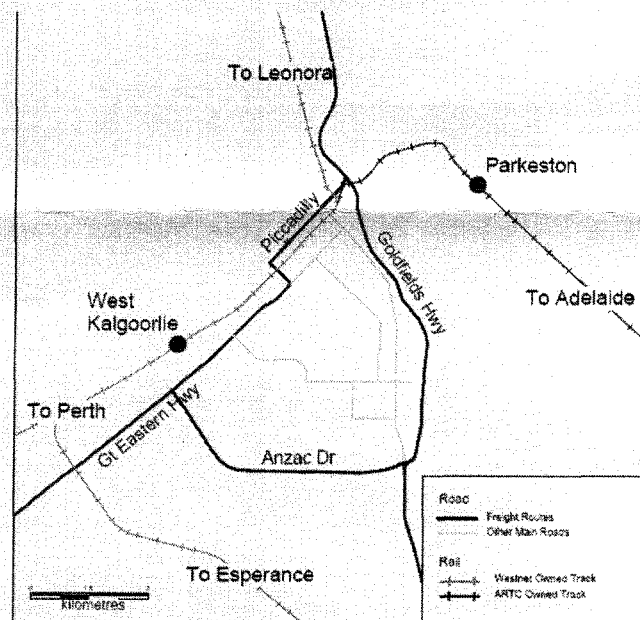 To Leonora
Parkeston
Piccadilly
Goldfields Hwy
To Adelaide
West
Kalgoorlie
To Perth
Gt Eastern Hwy
Anzac Dr
To Esperance
kilometres
Road
Freight Routes
Other Main Roads
Rail
Westnet Owned Track
ARTC Owned Track